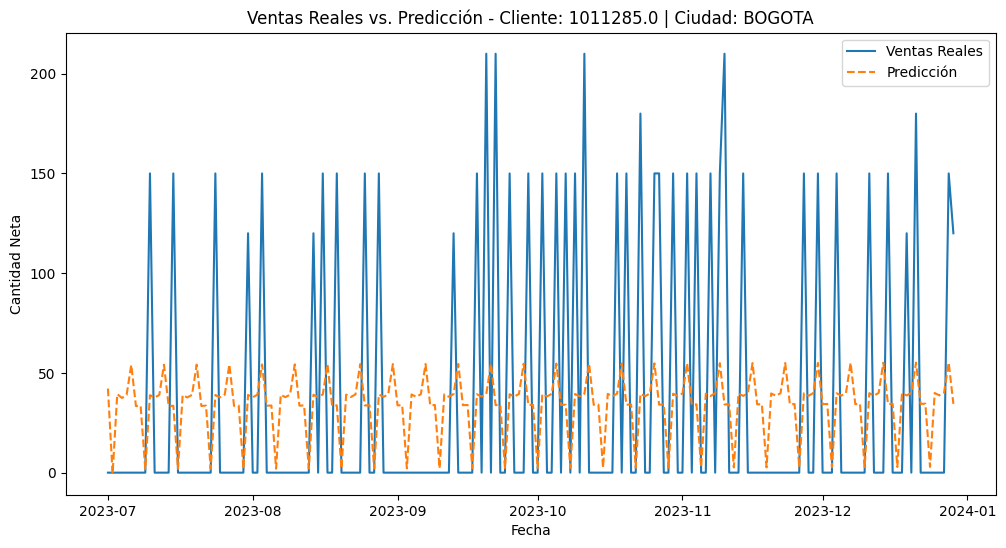 Ventas Reales vs. Predicción - Cliente: 1011285.0 | Ciudad: BOGOTA
Ventas Reales
Predicción
200
150
100
50
0
Cantidad Neta
2023-07
2023-08
2023-09
2023-10
2023-11
2023-12
2024-01
Fecha